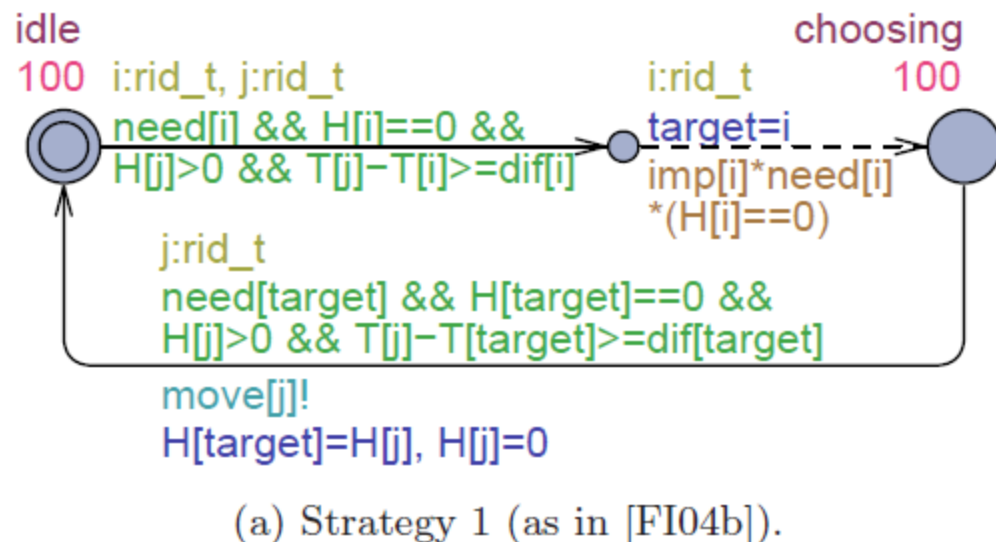 idle
choosing
100
i:rid_t, j:rid_t
i:rid_t
100
need[i] && H[i]==0 &&
H[j]>0 && T[j]−T[i]>=dif[i]
target=i
imp[i]*need[i]
*(H[i]==0)
j:rid_t
need[target] && H[target]==0 &&
H[j]>0 && T[j]−T[target]>=dif[target]
move[j]!
H[target]=H[j], H[j]=0
(a) Strategy 1 (as in [FI04b]).